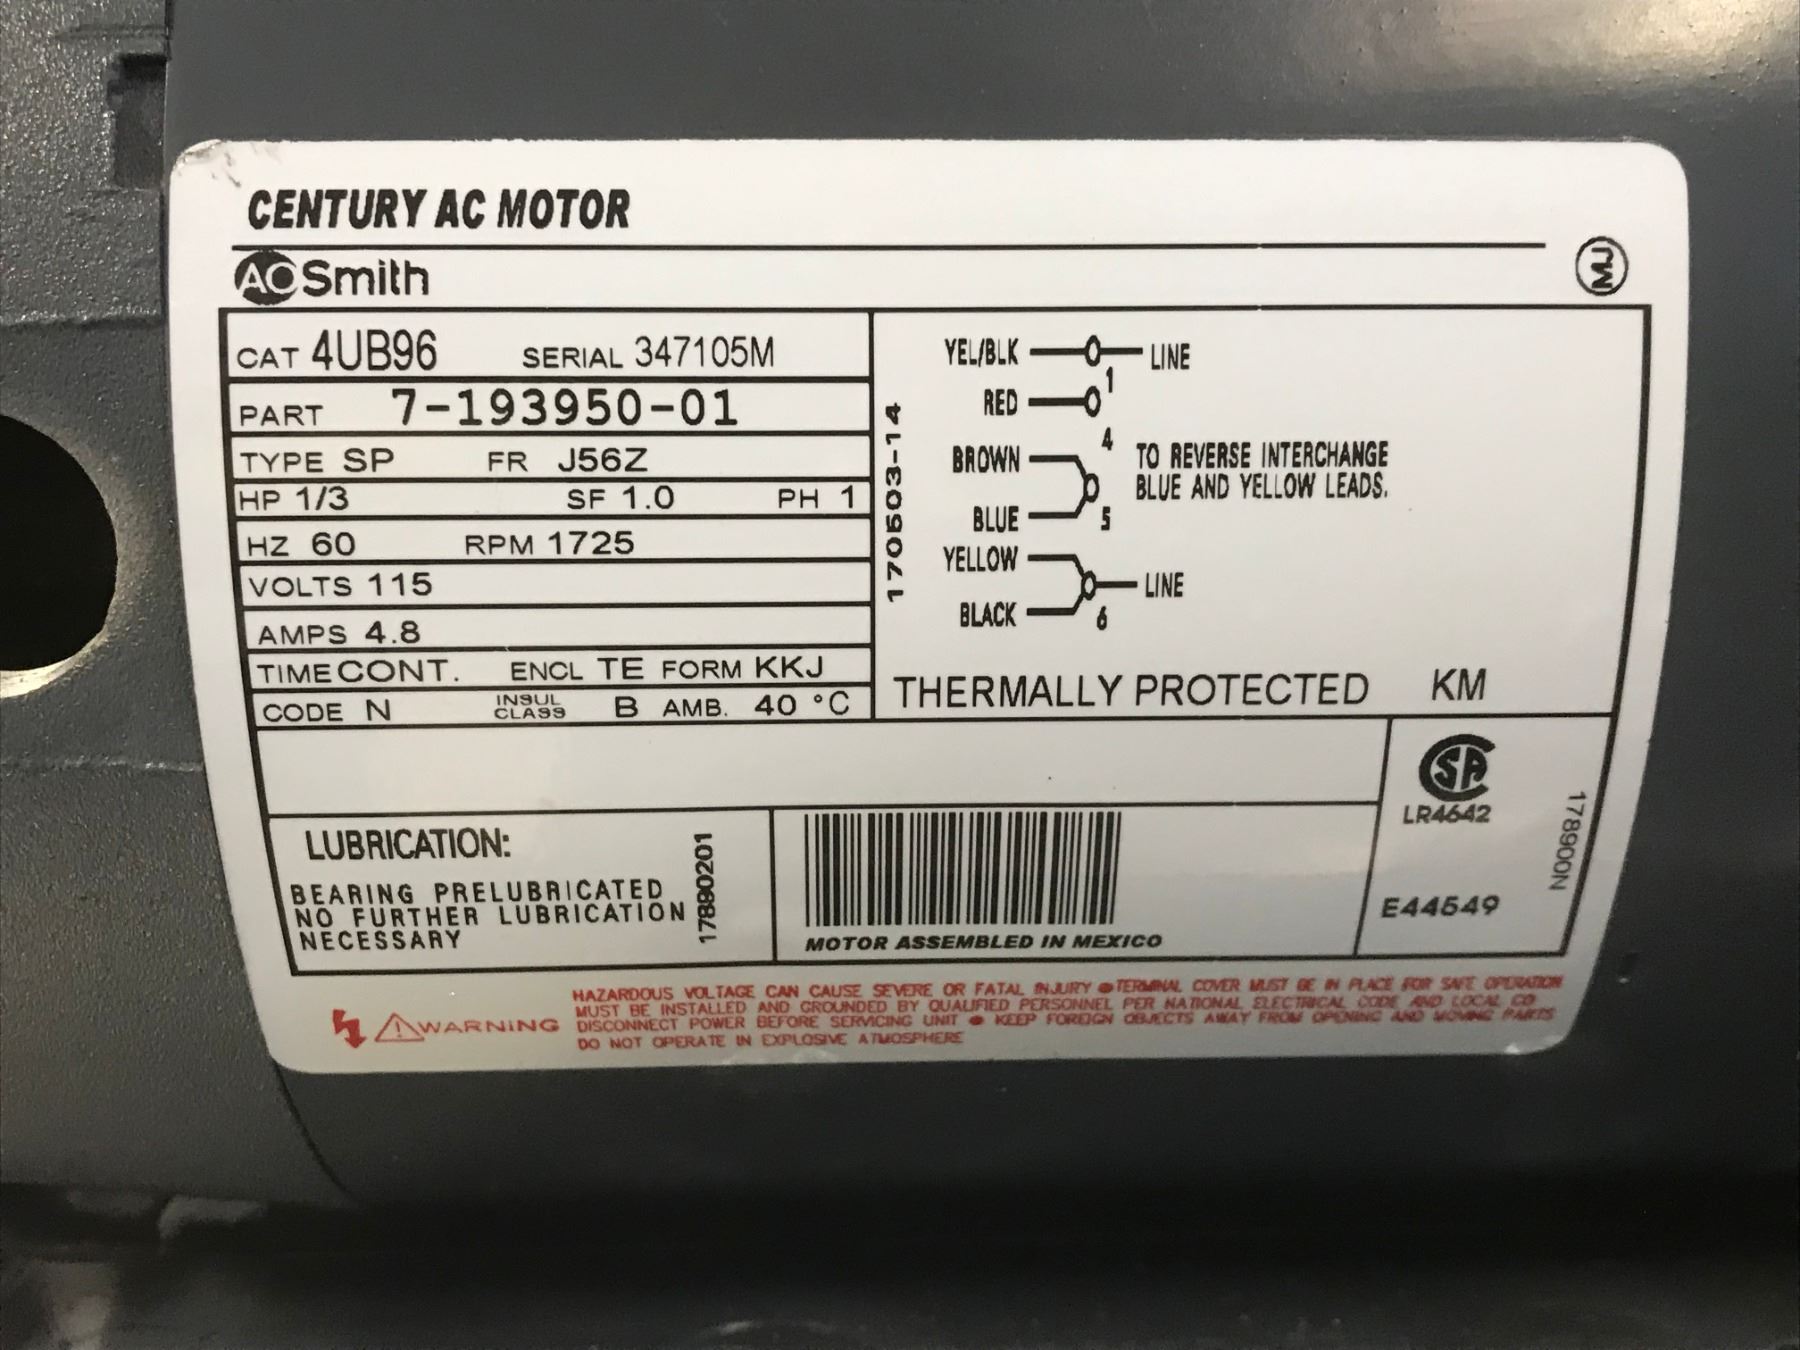 CENTURY AC MOTOR
AO Smith
MJ
CAT 4UB96 SERIAL 347105M
PART 7-193950-01
TYPE SP FR J56Z
HP 1/3 SF 1.0 PH 1
HZ 60 RPM 1725
VOLTS 115
AMPS 4.8
TIME CONT. ENCL TE FORM KKJ
CODE N INSUL CLASS B AMB. 40 °C
170503-14
YEL/BLK LINE
1
RED
4
BROWN
BLUE
5
TO REVERSE INTERCHANGE
BLUE AND YELLOW LEADS.
YELLOW
LINE
BLACK
6
THERMALLY PROTECTED KM
LUBRICATION:
BEARING PRELUBRICATED
NO FURTHER LUBRICATION
NECESSARY
17890201
MOTOR ASSEMBLED IN MEXICO
SA
LR4642
E44549
178900N
WARNING
HAZARDOUS VOLTAGE CAN CAUSE SEVERE OR FATAL INJURY ● TERMINAL COVER MUST BE IN PLACE FOR SAFE OPERATION
MUST BE INSTALLED AND GROUNDED BY QUALIFIED PERSONNEL PER NATIONAL ELECTRICAL CODE AND LOCAL CO
DISCONNECT POWER BEFORE SERVICING UNIT ● KEEP FOREIGN OBJECTS AWAY FROM OPENING AND MOVING PARTS
DO NOT OPERATE IN EXPLOSIVE ATMOSPHERE